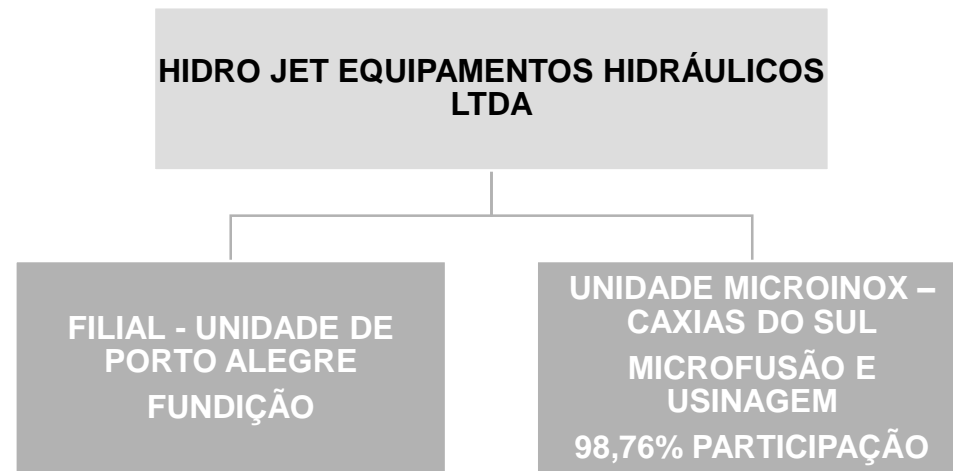 HIDRO JET EQUIPAMENTOS HIDRÁULICOS
LTDA
FILIAL - UNIDADE DE
PORTO ALEGRE
FUNDIÇÃO
UNIDADE MICROINOX –
CAXIAS DO SUL
MICROFUSÃO E
USINAGEM
98,76% PARTICIPAÇÃO